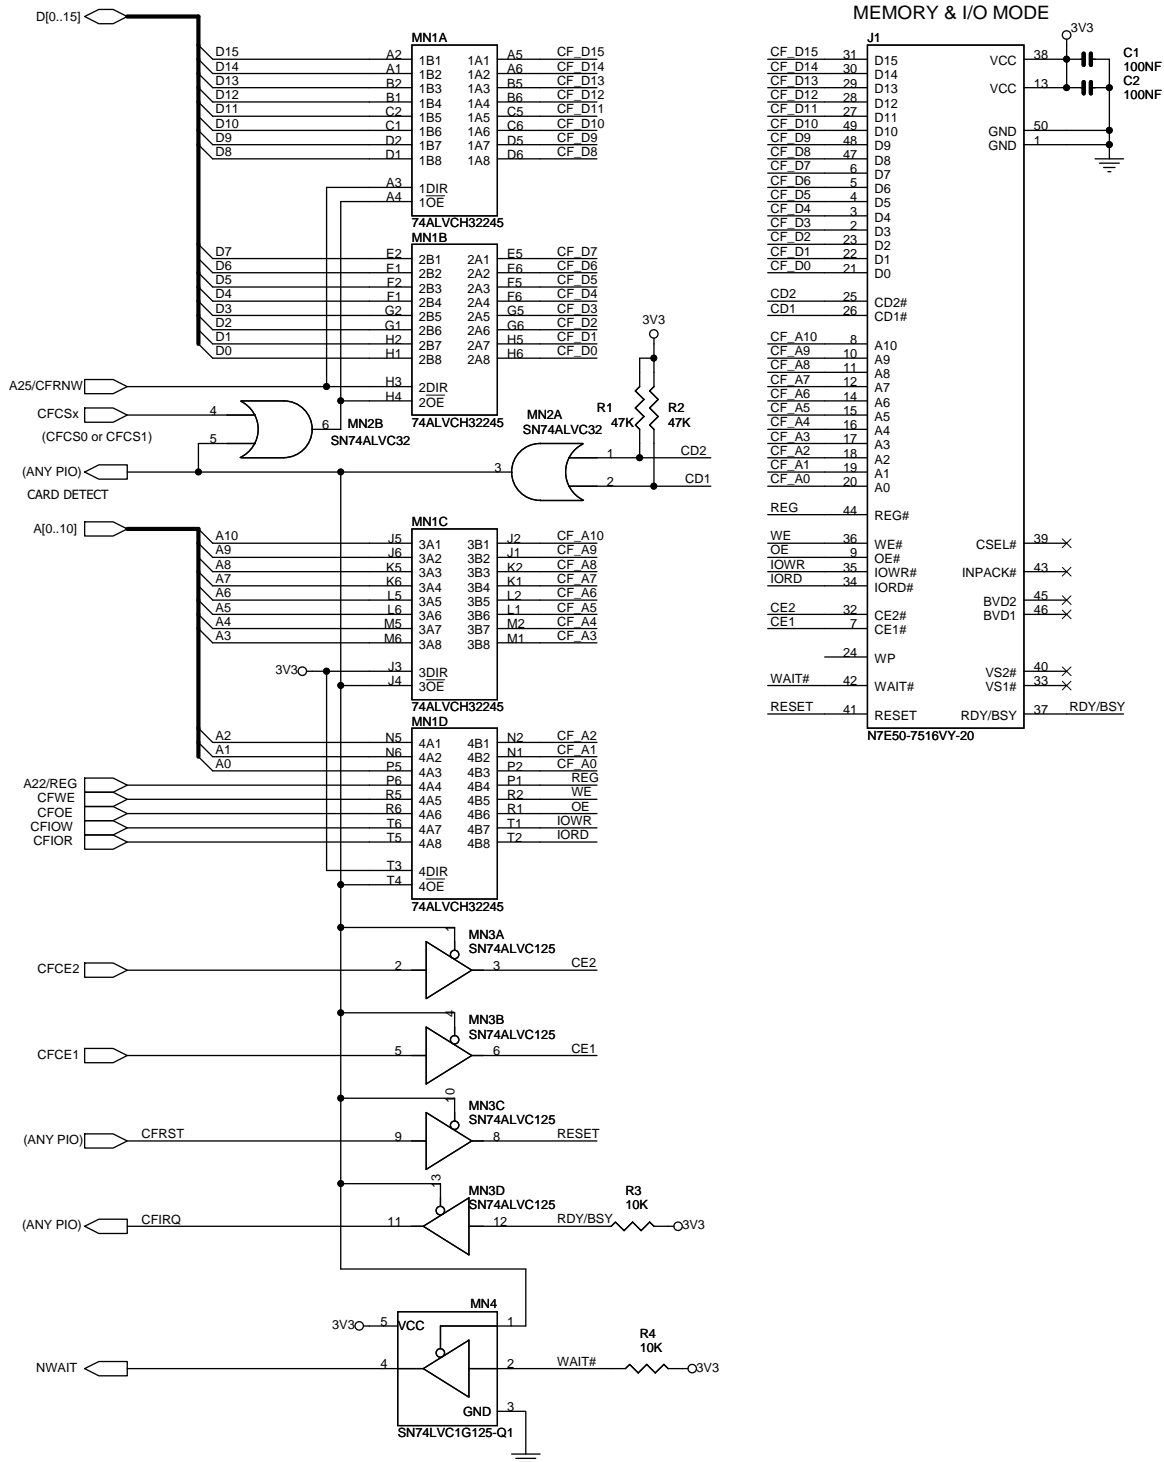 MEMORY & I/O MODE
D[0..15]
MN1A
D15 A2 1B1 1A1 A5 CF_D15
D14 A1 1B2 1A2 A6 CF_D14
D13 B2 1B3 1A3 B5 CF_D13
D12 B1 1B4 1A4 B6 CF_D12
D11 C2 1B5 1A5 C5 CF_D11
D10 C1 1B6 1A6 C6 CF_D10
D9 D2 1B7 1A7 D5 CF_D9
D8 D1 1B8 1A8 D6 CF_D8
A3 1DIR
A4 1OE
74ALVCH32245
MN1B
D7 E2 2B1 2A1 E5 CF_D7
D6 E1 2B2 2A2 E6 CF_D6
D5 F2 2B3 2A3 F5 CF_D5
D4 F1 2B4 2A4 F6 CF_D4
D3 G2 2B5 2A5 G5 CF_D3
D2 G1 2B6 2A6 G6 CF_D2
D1 H2 2B7 2A7 H5 CF_D1
D0 H1 2B8 2A8 H6 CF_D0
A25/CFRNW H3 2DIR
H4 2OE
74ALVCH32245
CFCSx 4
(CFCS0 or CFCS1) 5
6
MN2B
SN74ALVC32
MN2A
SN74ALVC32
3V3
R1
47K
R2
47K
(ANY PIO)
CARD DETECT
3
1 CD2
2 CD1
A[0..10]
MN1C
A10 J5 3A1 3B1 J2 CF_A10
A9 J6 3A2 3B2 J1 CF_A9
A8 K5 3A3 3B3 K2 CF_A8
A7 K6 3A4 3B4 K1 CF_A7
A6 L5 3A5 3B5 L2 CF_A6
A5 L6 3A6 3B6 L1 CF_A5
A4 M5 3A7 3B7 M2 CF_A4
A3 M6 3A8 3B8 M1 CF_A3
3V3 J3 3DIR
J4 3OE
74ALVCH32245
MN1D
A2 N5 4A1 4B1 N2 CF_A2
A1 N6 4A2 4B2 N1 CF_A1
A0 P5 4A3 4B3 P2 CF_A0
A22/REG P6 4A4 4B4 P1 REG
CFWE R5 4A5 4B5 R2 WE
CFOE R6 4A6 4B6 R1 OE
CFIOW T6 4A7 4B7 T1 IOWR
CFIOR T5 4A8 4B8 T2 IORD
T3 4DIR
T4 4OE
74ALVCH32245
1
MN3A
SN74ALVC125
CFCE2 2 3 CE2
4
MN3B
SN74ALVC125
CFCE1 5 6 CE1
10
MN3C
SN74ALVC125
(ANY PIO) CFRST 9 8 RESET
13
MN3D
SN74ALVC125
R3
10K
(ANY PIO) CFIRQ 11 12 RDY/BSY 3V3
MN4
3V3 5 VCC 1
R4
10K
NWAIT 4 2 WAIT# 3V3
GND 3
SN74LVC1G125-Q1
J1
3V3
CF_D15 31 D15 VCC 38
C1
100NF
CF_D14 30 D14
CF_D13 29 D13 VCC 13
C2
100NF
CF_D12 28 D12
CF_D11 27 D11
CF_D10 49 D10 GND 50
CF_D9 48 D9 GND 1
CF_D8 47 D8
CF_D7 6 D7
CF_D6 5 D6
CF_D5 4 D5
CF_D4 3 D4
CF_D3 2 D3
CF_D2 23 D2
CF_D1 22 D1
CF_D0 21 D0
CD2 25 CD2#
CD1 26 CD1#
CF_A10 8 A10
CF_A9 10 A9
CF_A8 11 A8
CF_A7 12 A7
CF_A6 14 A6
CF_A5 15 A5
CF_A4 16 A4
CF_A3 17 A3
CF_A2 18 A2
CF_A1 19 A1
CF_A0 20 A0
REG 44 REG#
WE 36 WE# CSEL# 39
OE 9 OE#
IOWR 35 IOWR# INPACK# 43
IORD 34 IORD#
BVD2 45
CE2 32 CE2# BVD1 46
CE1 7 CE1#
24 WP
VS2# 40
WAIT# 42 WAIT# VS1# 33
RESET 41 RESET RDY/BSY 37 RDY/BSY
N7E50-7516VY-20